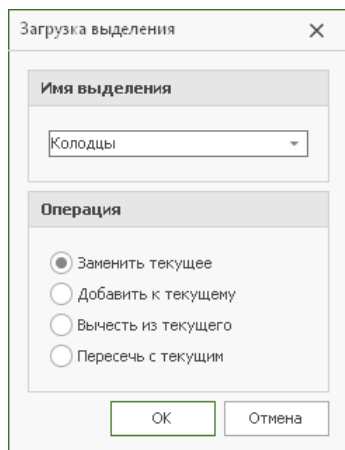 Загрузка выделения
Имя выделения
Колодцы
Операция
Заменить текущее
Добавить к текущему
Вычесть из текущего
Пересечь с текущим
OK
Отмена